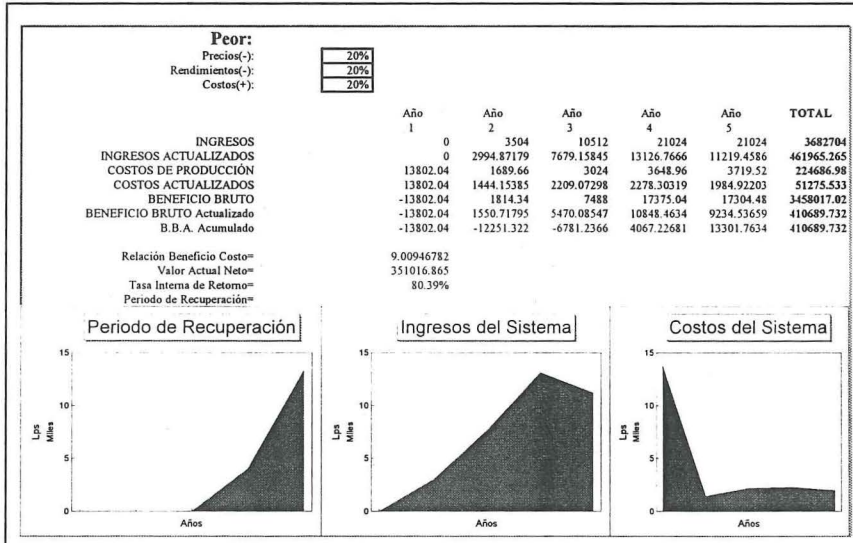 Peor:
Precios(-): 20%
Rendimientos(-): 20%
Costos(+): 20%
Año Año Año Año Año TOTAL
1 2 3 4 5
INGRESOS 0 3504 10512 21024 21024 3682704
INGRESOS ACTUALIZADOS 0 2994.87179 7679.15845 13126.7666 11219.4586 461965.265
COSTOS DE PRODUCCIÓN 13802.04 1689.66 3024 3648.96 3719.52 224686.98
COSTOS ACTUALIZADOS 13802.04 1444.15385 2209.07298 2278.30319 1984.92203 51275.533
BENEFICIO BRUTO -13802.04 1814.34 7488 17375.04 17304.48 3458017.02
BENEFICIO BRUTO Actualizado -13802.04 1550.71795 5470.08547 10848.4634 9234.53659 410689.732
B.B.A. Acumulado -13802.04 -12251.322 -6781.2366 4067.22681 13301.7634 410689.732
Relación Beneficio Costo= 9.00946782
Valor Actual Neto= 351016.865
Tasa Interna de Retorno= 80.39%
Periodo de Recuperación=
Periodo de Recuperación
15
10
5
0
Lps
Miles
Años
Ingresos del Sistema
15
10
5
0
Lps
Miles
Años
Costos del Sistema
15
10
5
0
Lps
Miles
Años